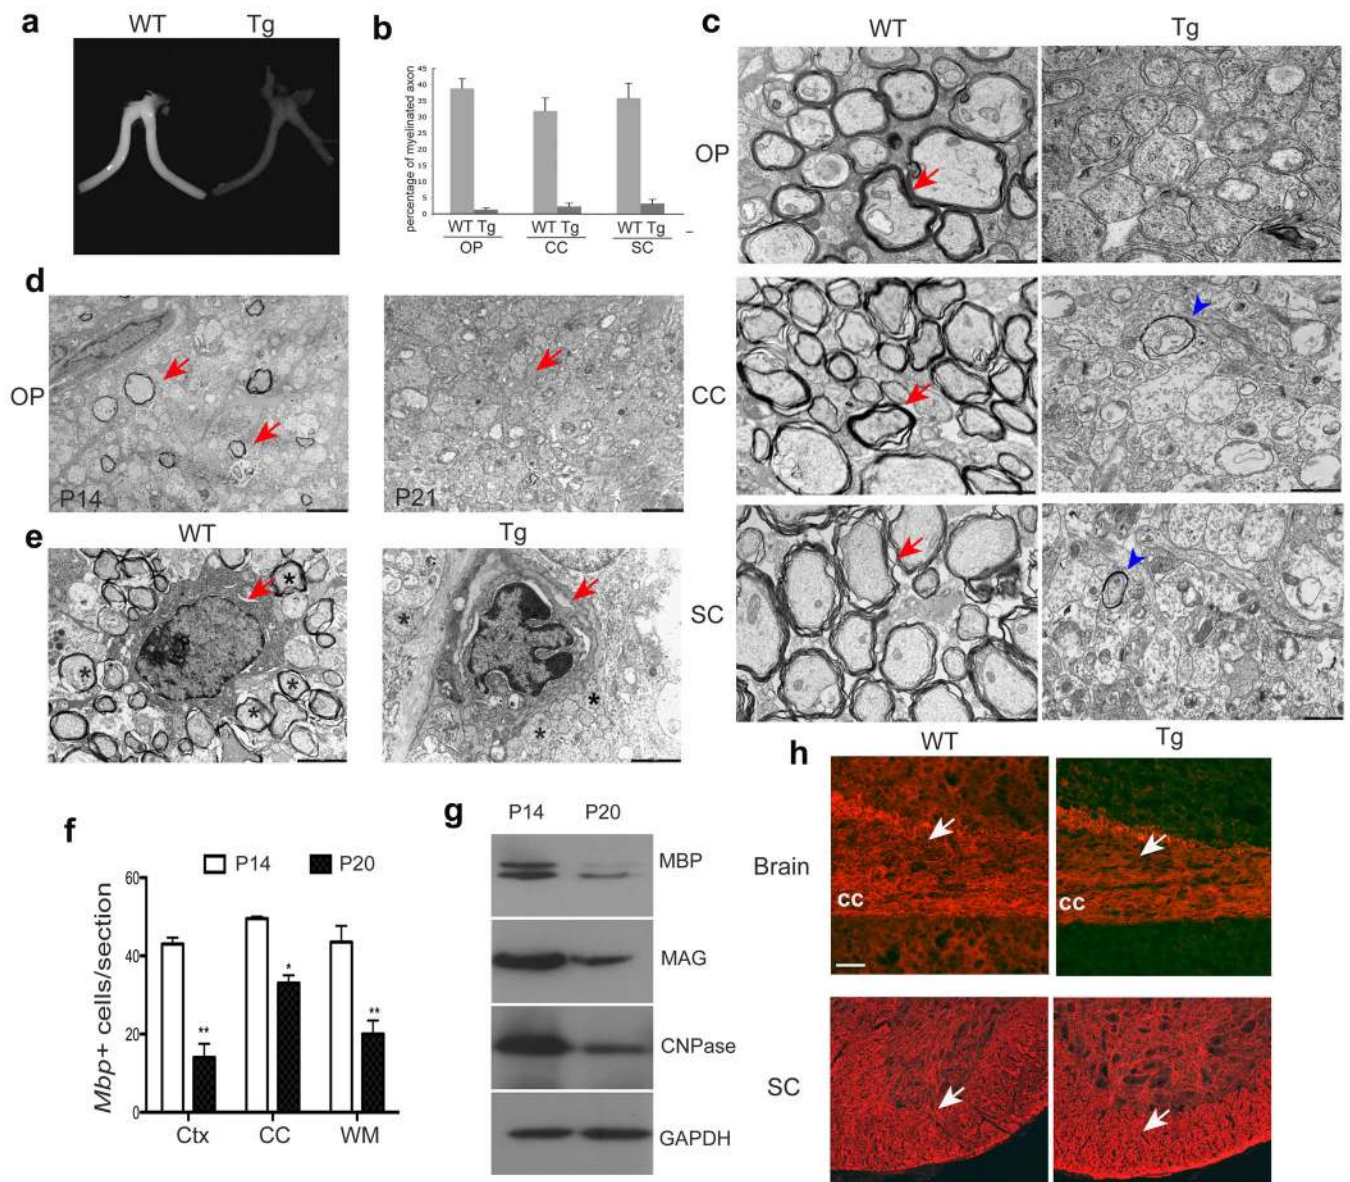 a
WT Tg
b
percentage of myelinated axon
45
40
35
30
25
20
15
10
5
0
WT Tg WT Tg WT Tg
OP CC SC
c
WT Tg
OP
CC
SC
d
OP
P14
P21
e
WT Tg
* * * *
* * *
f
P14 P20
Mbp+ cells/section
60
40
20
0
** * **
Ctx CC WM
g
P14 P20
MBP
MAG
CNPase
GAPDH
h
WT Tg
Brain
CC CC
SC